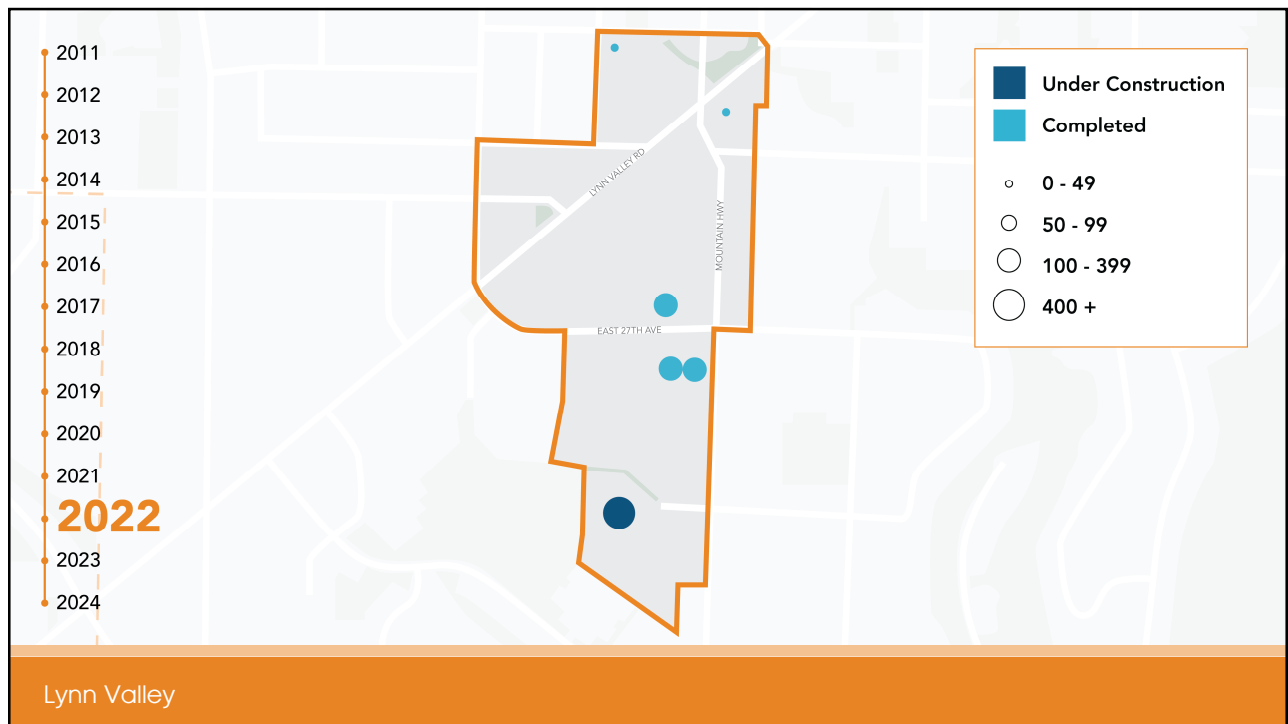 2011
2012
2013
2014
2015
2016
2017
2018
2019
2020
2021
2022
2023
2024
LYNN VALLEY RD
MOUNTAIN HWY
EAST 27TH AVE
Under Construction
Completed
0 - 49
50 - 99
100 - 399
400 +
Lynn Valley